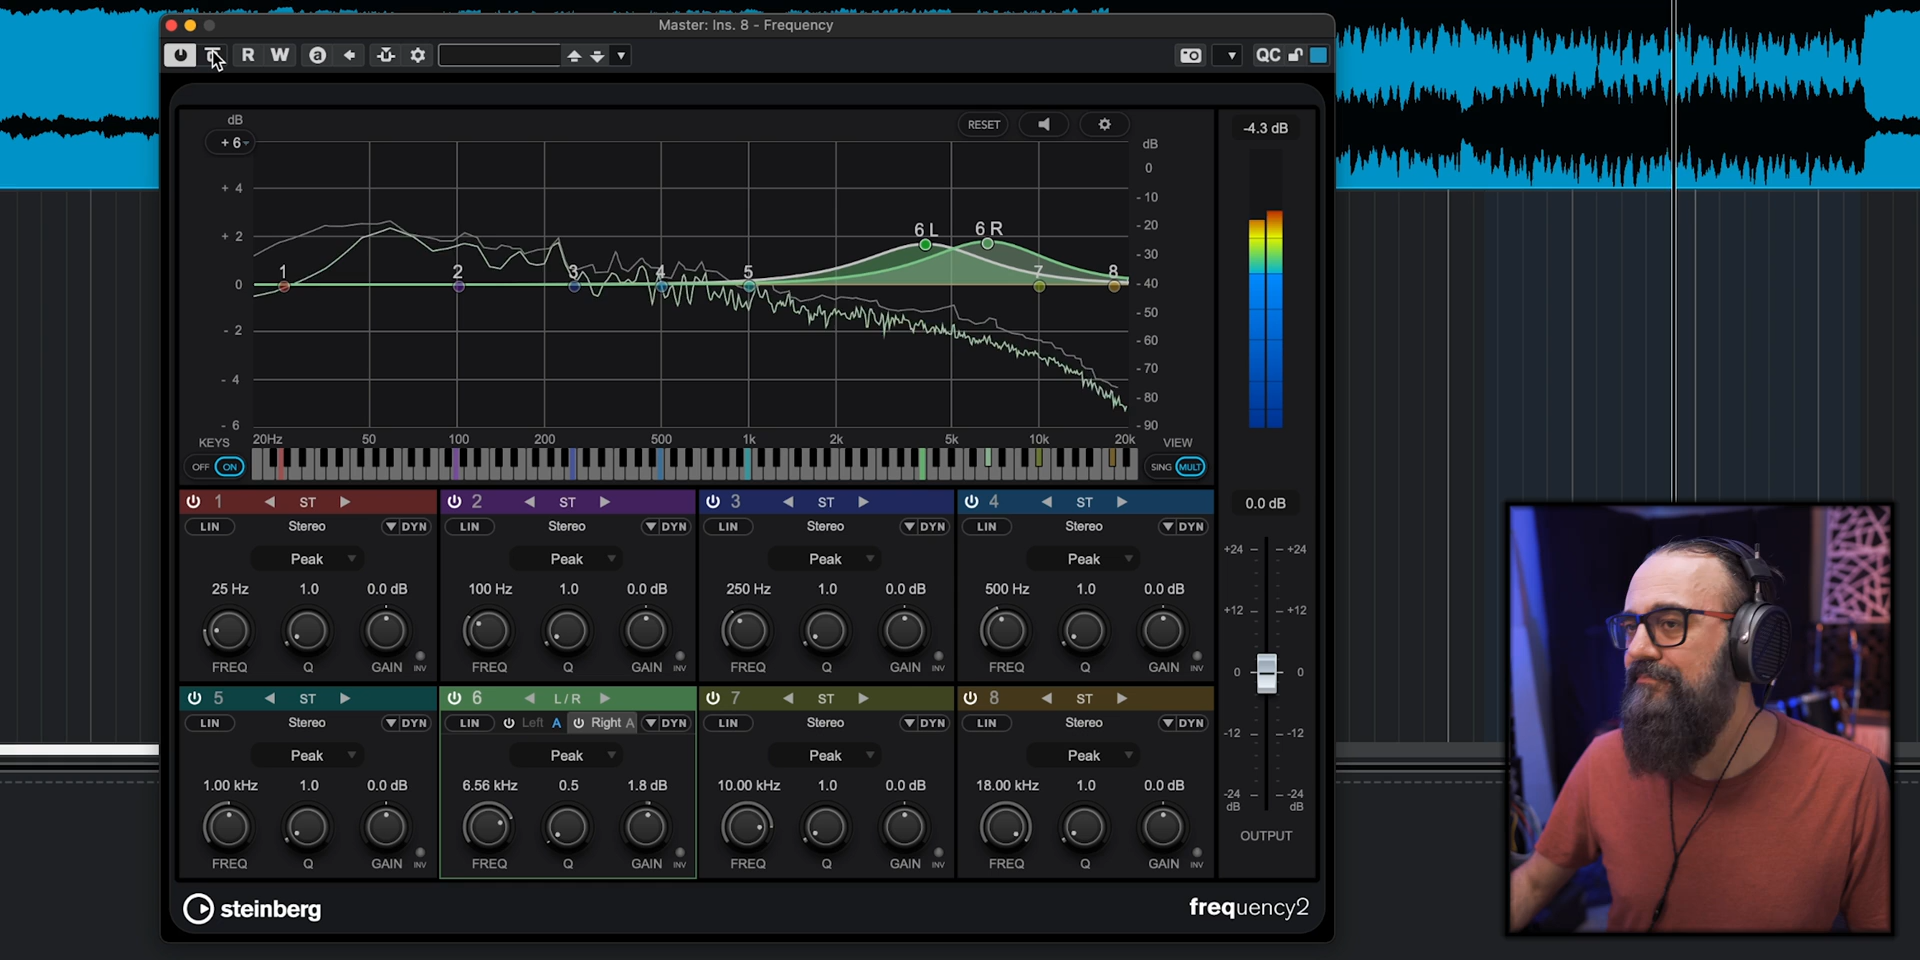 Master: Ins. 8 - Frequency
R W a QC
dB RESET -4.3 dB
+ 6 dB
0
+ 4 - 10
- 20
+ 2 6 L 6 R - 30
1 2 3 4 5 7 8
0 - 40
- 50
- 2 - 60
- 70
- 4 - 80
- 6 - 90
KEYS 20Hz 50 100 200 500 1k 2k 5k 10k 20k VIEW
OFF ON SING MULT
1 ST 2 ST 3 ST 4 ST 0.0 dB
LIN Stereo DYN LIN Stereo DYN LIN Stereo DYN LIN Stereo DYN
+24 +24
Peak Peak Peak Peak
25 Hz 1.0 0.0 dB 100 Hz 1.0 0.0 dB 250 Hz 1.0 0.0 dB 500 Hz 1.0 0.0 dB
+12 +12
FREQ Q GAIN INV FREQ Q GAIN INV FREQ Q GAIN INV FREQ Q GAIN INV
0 0
5 ST 6 L/R 7 ST 8 ST
LIN Stereo DYN LIN Left A Right A DYN LIN Stereo DYN LIN Stereo DYN
-12 -12
Peak Peak Peak Peak
1.00 kHz 1.0 0.0 dB 6.56 kHz 0.5 1.8 dB 10.00 kHz 1.0 0.0 dB 18.00 kHz 1.0 0.0 dB
-24 -24
dB dB
OUTPUT
FREQ Q GAIN INV FREQ Q GAIN INV FREQ Q GAIN INV FREQ Q GAIN INV
steinberg frequency2